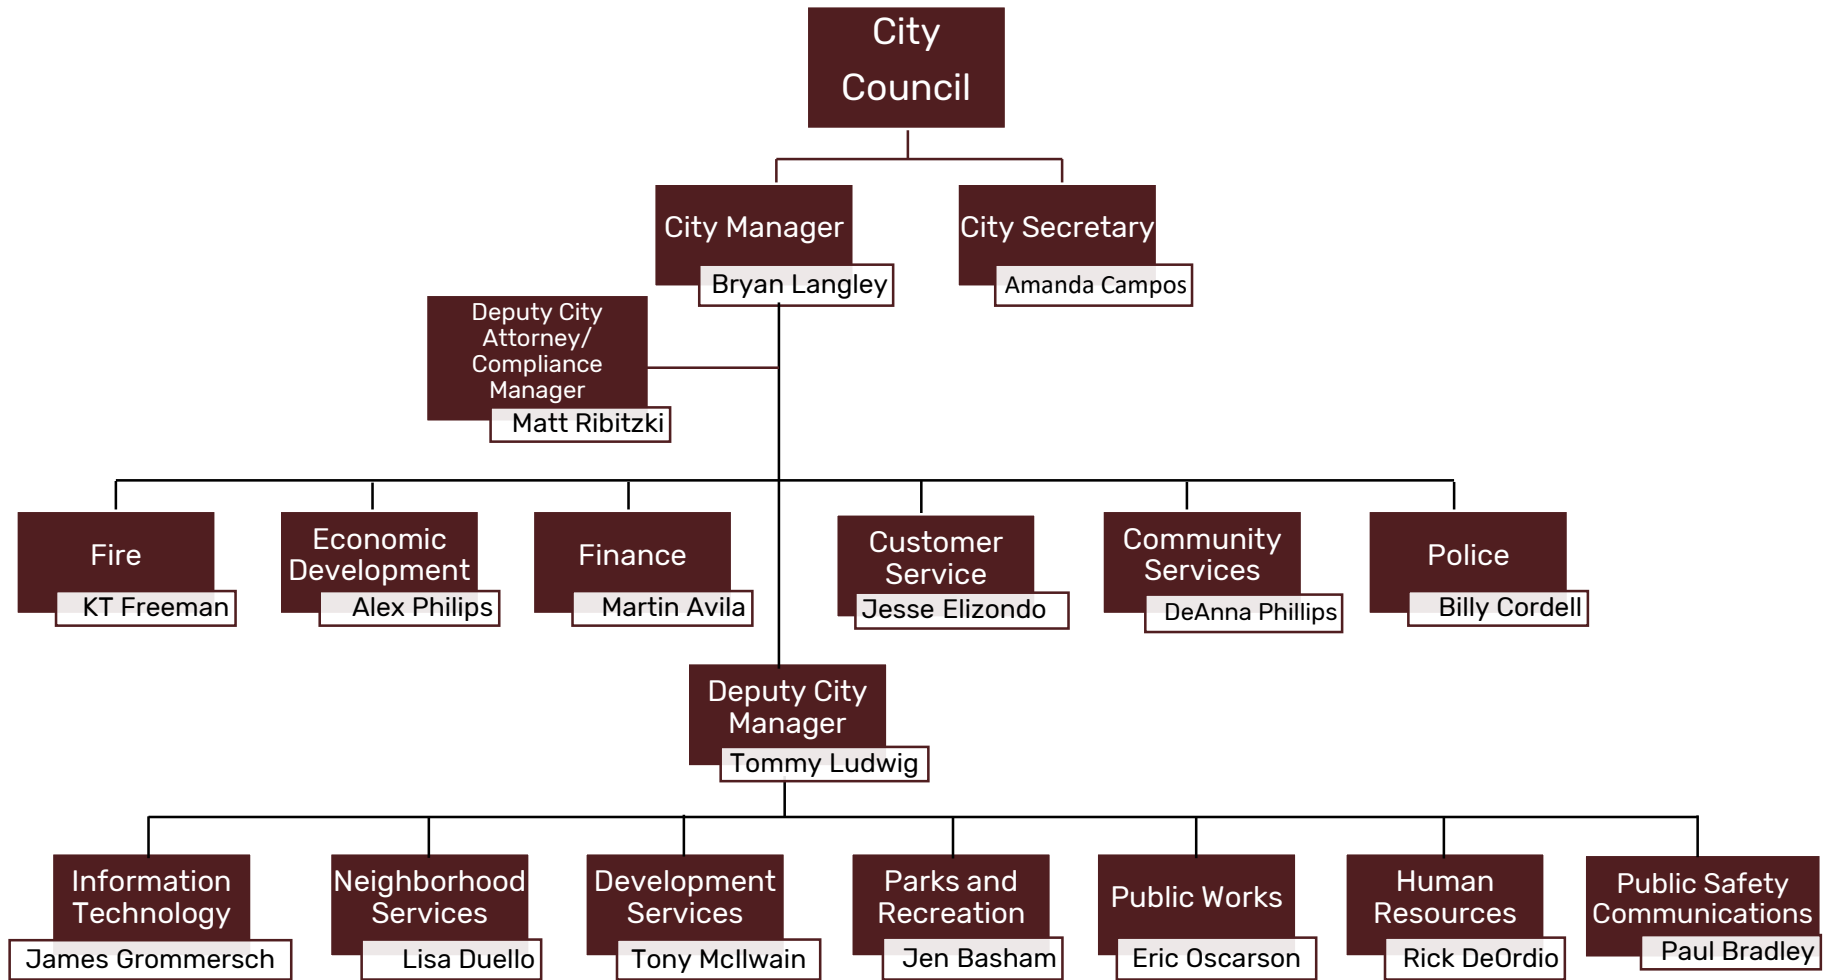 City
Council
City Manager
Bryan Langley
City Secretary
Amanda Campos
Deputy City
Attorney/
Compliance
Manager
Matt Ribitzki
Fire
KT Freeman
Economic
Development
Alex Philips
Finance
Martin Avila
Customer
Service
Jesse Elizondo
Community
Services
DeAnna Phillips
Police
Billy Cordell
Deputy City
Manager
Tommy Ludwig
Information
Technology
James Grommersch
Neighborhood
Services
Lisa Duello
Development
Services
Tony McIlwain
Parks and
Recreation
Jen Basham
Public Works
Eric Oscarson
Human
Resources
Rick DeOrdio
Public Safety
Communications
Paul Bradley